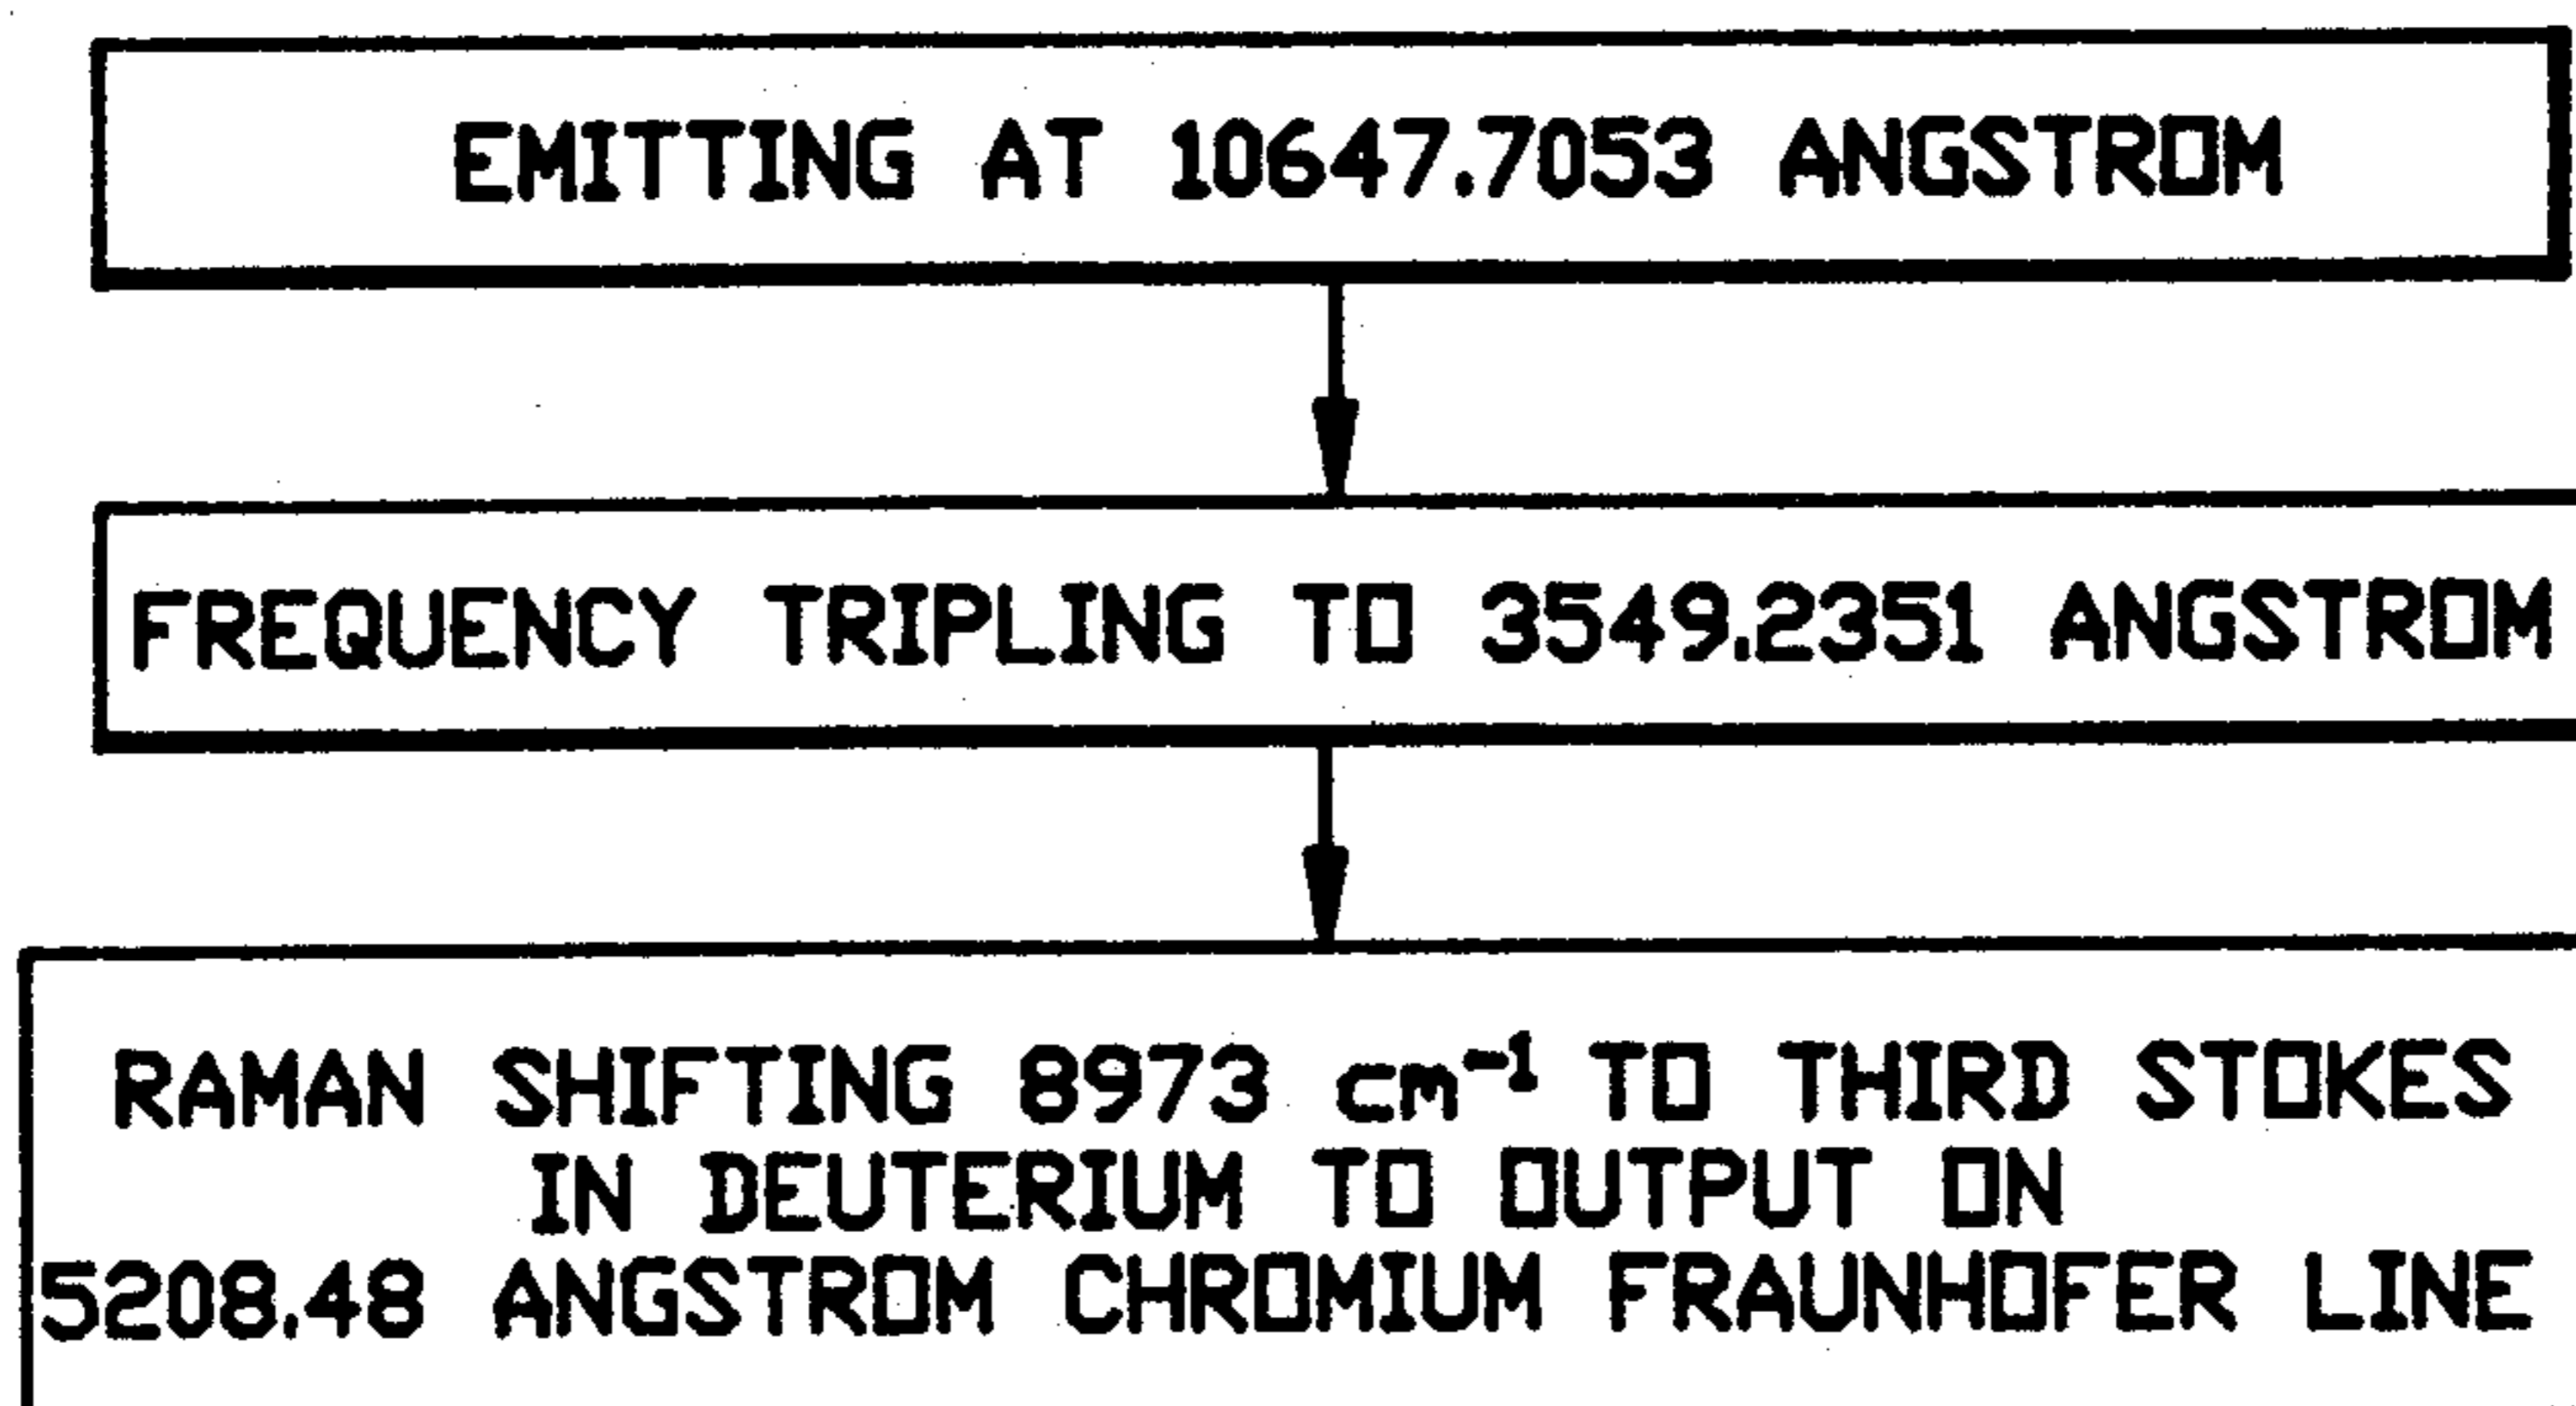 EMITTING AT 10647.7053 ANGSTROM
FREQUENCY TRIPLING TO 3549.2351 ANGSTROM
RAMAN SHIFTING 8973 cm⁻¹ TO THIRD STOKES
IN DEUTERIUM TO OUTPUT ON
5208.48 ANGSTROM CHROMIUM FRAUNHOFER LINE